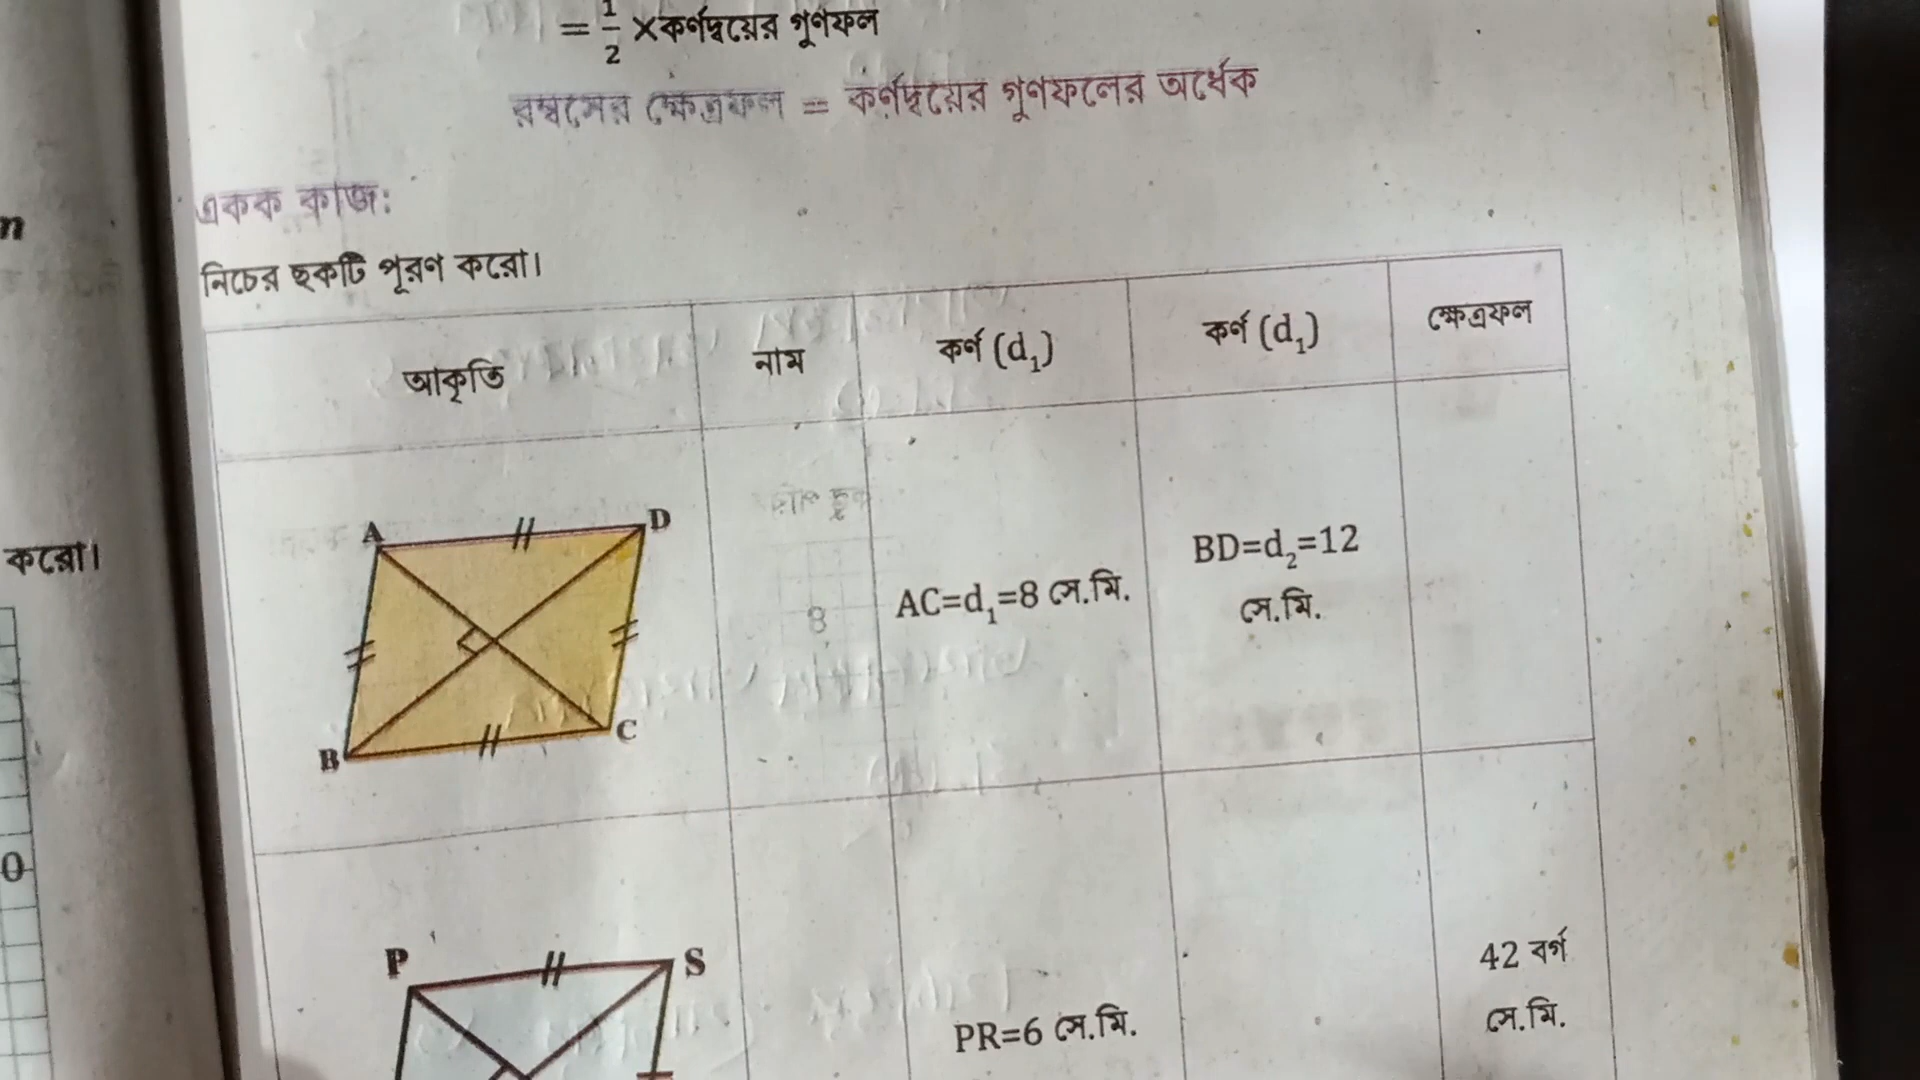 = 1/2 ×কর্ণদ্বয়ের গুণফল
রম্বসের ক্ষেত্রফল = কর্ণদ্বয়ের গুণফলের অর্ধেক
একক কাজ:
নিচের ছকটি পূরণ করো।
আকৃতি নাম কর্ণ (d₁) কর্ণ (d₁) ক্ষেত্রফল
A D
B C
AC=d₁=8 সে.মি.
BD=d₂=12
সে.মি.
P S
PR=6 সে.মি.
42 বর্গ
সে.মি.
n
করো।
0